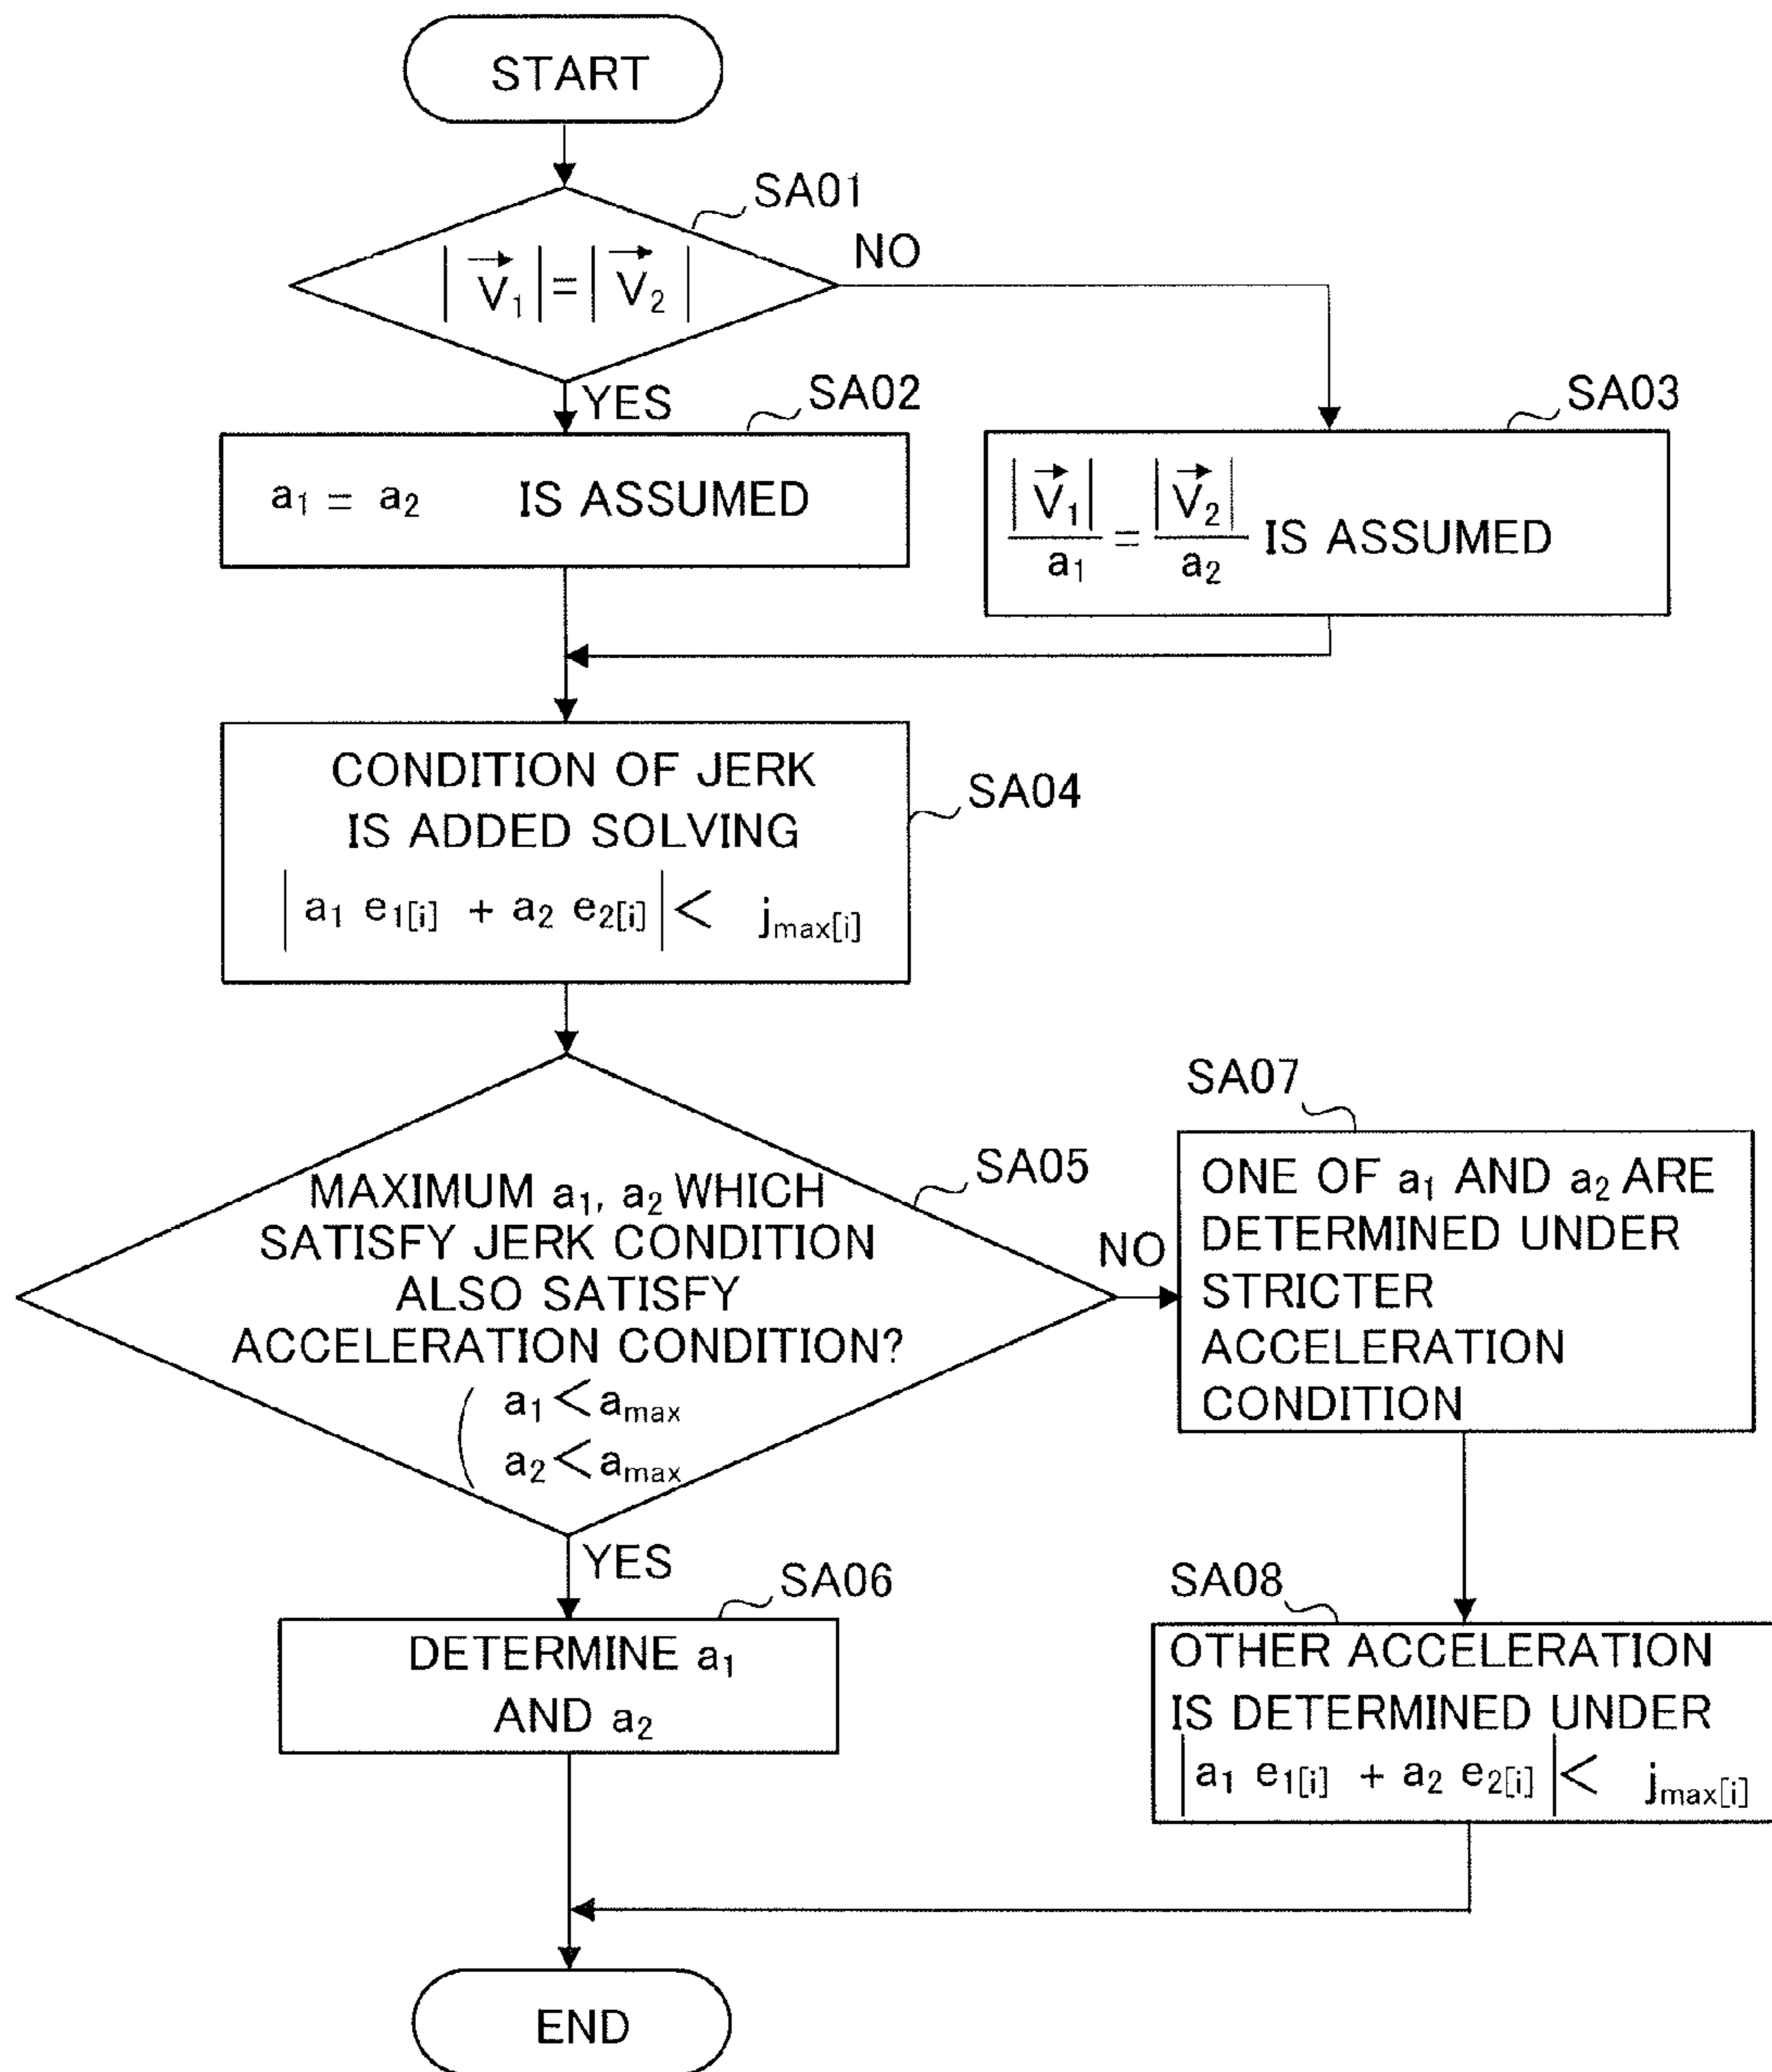 START
SA01
|V₁|=|V₂|
NO
YES
SA02
a₁ = a₂ IS ASSUMED
SA03
|V₁|/a₁ = |V₂|/a₂ IS ASSUMED
CONDITION OF JERK
IS ADDED SOLVING
|a₁ e₁[i] + a₂ e₂[i]| < jmax[i]
SA04
MAXIMUM a₁, a₂ WHICH
SATISFY JERK CONDITION
ALSO SATISFY
ACCELERATION CONDITION?
( a₁ < amax
a₂ < amax
SA05
NO
YES
SA07
ONE OF a₁ AND a₂ ARE
DETERMINED UNDER
STRICTER
ACCELERATION
CONDITION
SA06
DETERMINE a₁
AND a₂
SA08
OTHER ACCELERATION
IS DETERMINED UNDER
|a₁ e₁[i] + a₂ e₂[i]| < jmax[i]
END